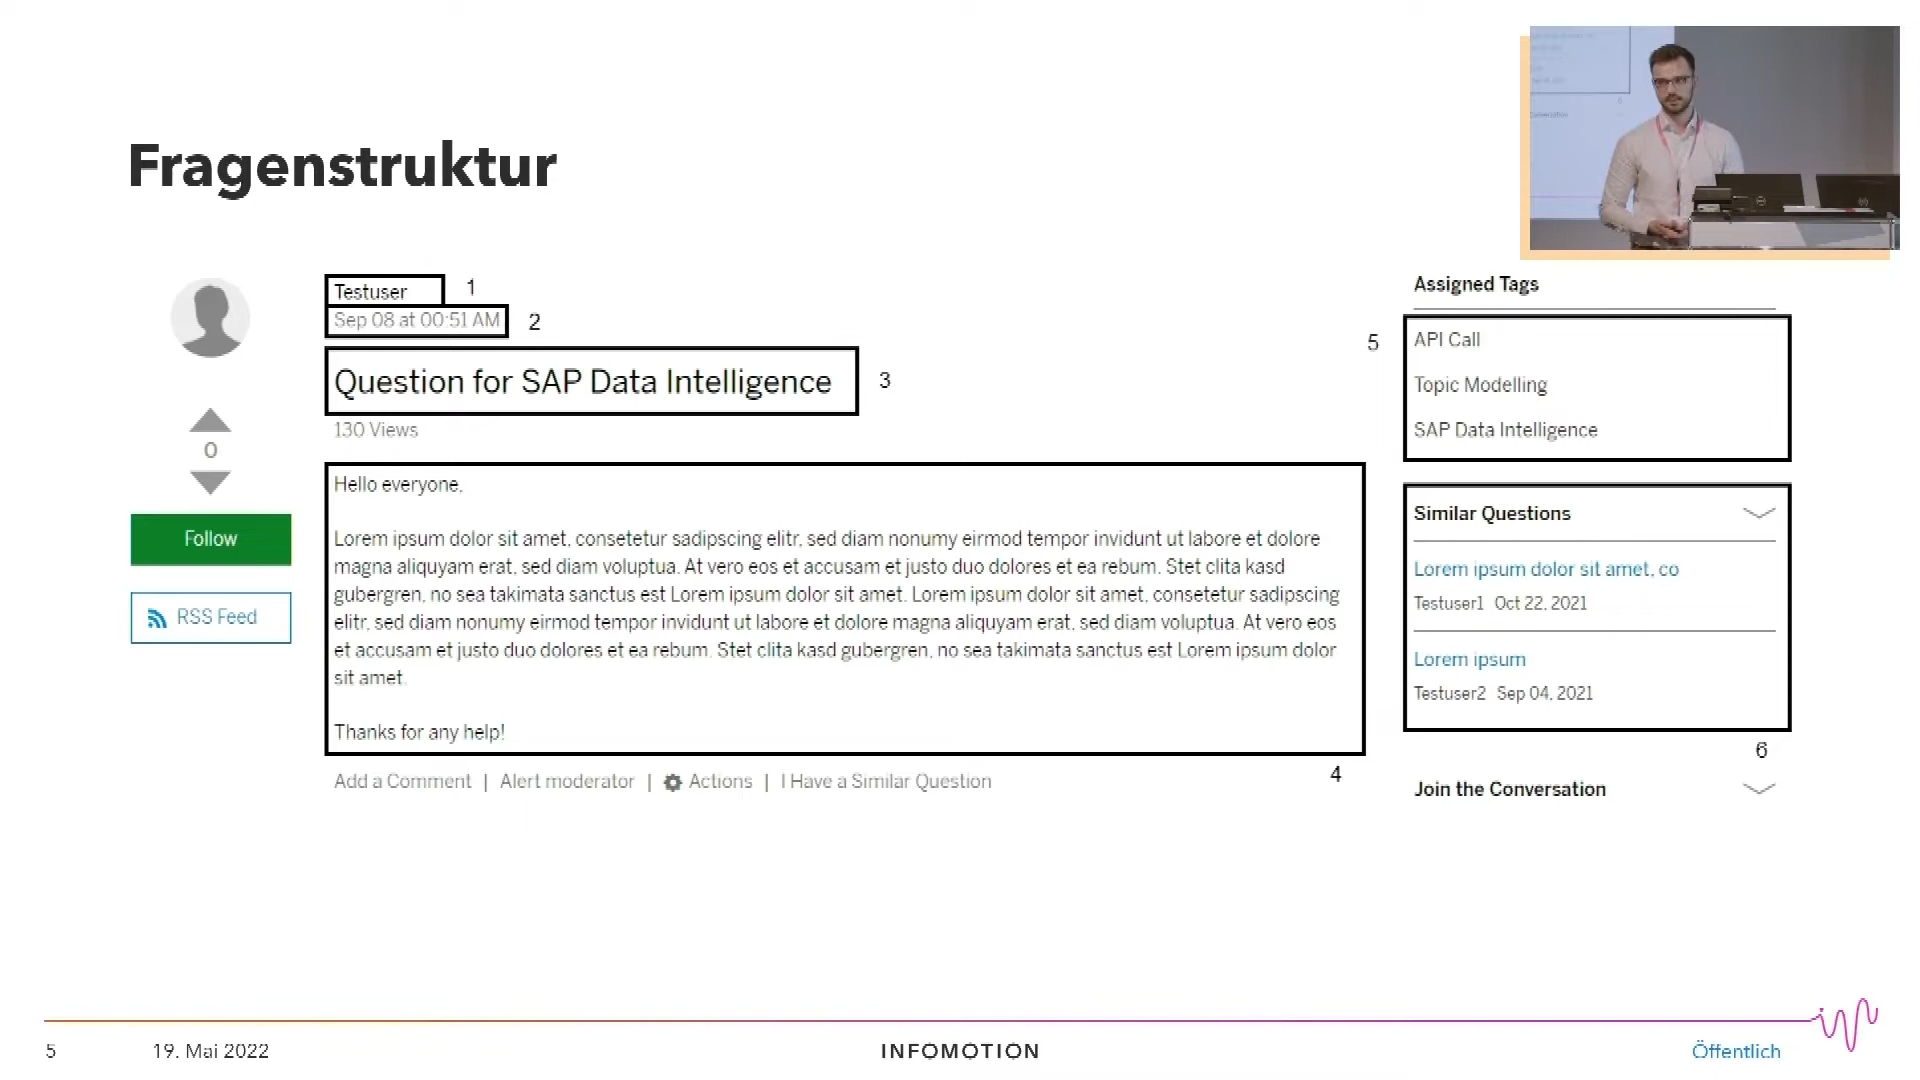 Fragenstruktur
Testuser
1
Sep 08 at 00:51 AM
2
Question for SAP Data Intelligence
3
130 Views
0
Follow
RSS Feed
Hello everyone,
Lorem ipsum dolor sit amet, consetetur sadipscing elitr, sed diam nonumy eirmod tempor invidunt ut labore et dolore
magna aliquyam erat, sed diam voluptua. At vero eos et accusam et justo duo dolores et ea rebum. Stet clita kasd
gubergren, no sea takimata sanctus est Lorem ipsum dolor sit amet. Lorem ipsum dolor sit amet, consetetur sadipscing
elitr, sed diam nonumy eirmod tempor invidunt ut labore et dolore magna aliquyam erat, sed diam voluptua. At vero eos
et accusam et justo duo dolores et ea rebum. Stet clita kasd gubergren, no sea takimata sanctus est Lorem ipsum dolor
sit amet.
Thanks for any help!
4
Add a Comment | Alert moderator | Actions | I Have a Similar Question
Assigned Tags
5
API Call
Topic Modelling
SAP Data Intelligence
Similar Questions
Lorem ipsum dolor sit amet, co
Testuser1 Oct 22, 2021
Lorem ipsum
Testuser2 Sep 04, 2021
6
Join the Conversation
5
19. Mai 2022
INFOMOTION
Öffentlich